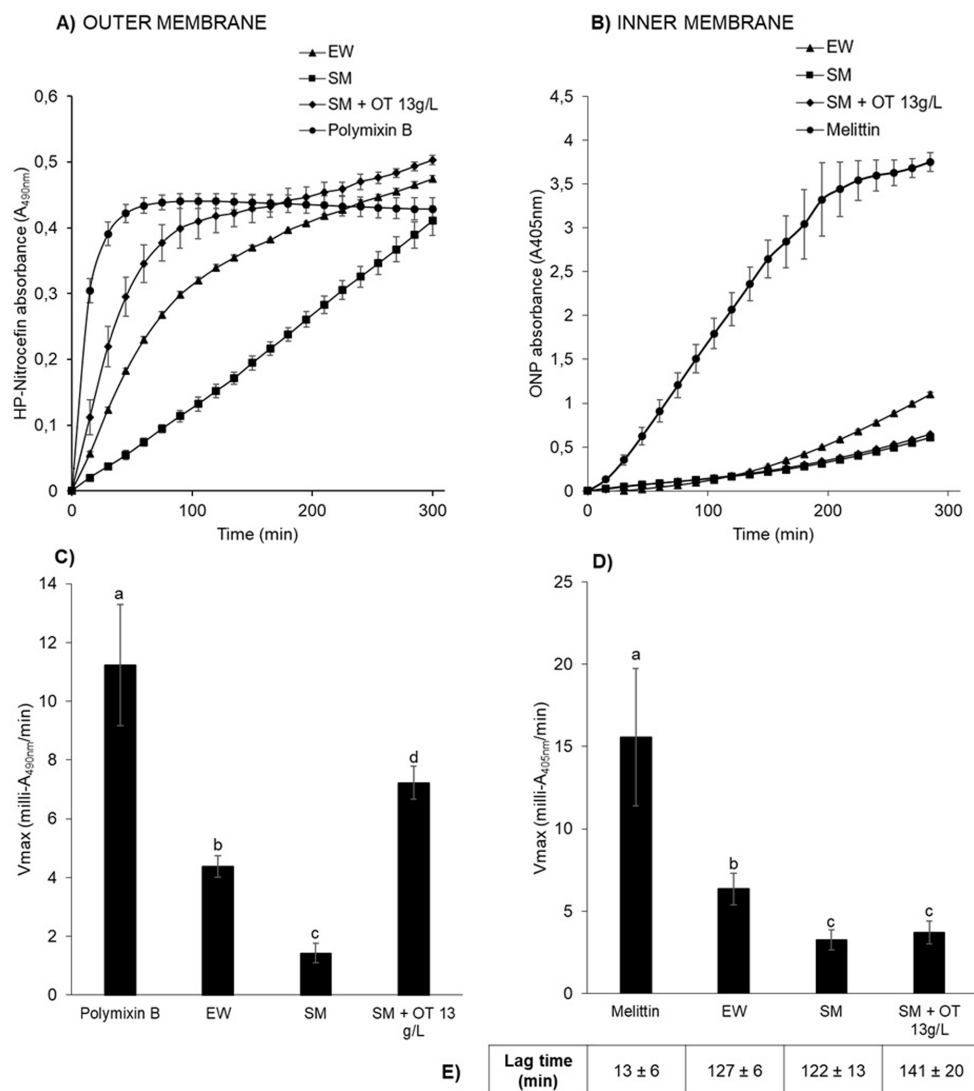 A) OUTER MEMBRANE
EW
SM
SM + OT 13g/L
Polymixin B
0,6
0,5
0,4
0,3
0,2
0,1
0
HP-Nitrocefin absorbance (A490nm)
0
100
200
300
Time (min)
B) INNER MEMBRANE
EW
SM
SM + OT 13g/L
Melittin
4,5
4
3,5
3
2,5
2
1,5
1
0,5
0
ONP absorbance (A405nm)
0
100
200
300
Time (min)
C)
14
12
10
8
6
4
2
0
Vmax (milli-A490nm/min)
a
b
c
d
Polymixin B
EW
SM
SM + OT 13
g/L
D)
25
20
15
10
5
0
Vmax (milli-A405nm/min)
a
b
c
c
Melittin
EW
SM
SM + OT
13g/L
E)
Lag time
(min)
13 ± 6
127 ± 6
122 ± 13
141 ± 20